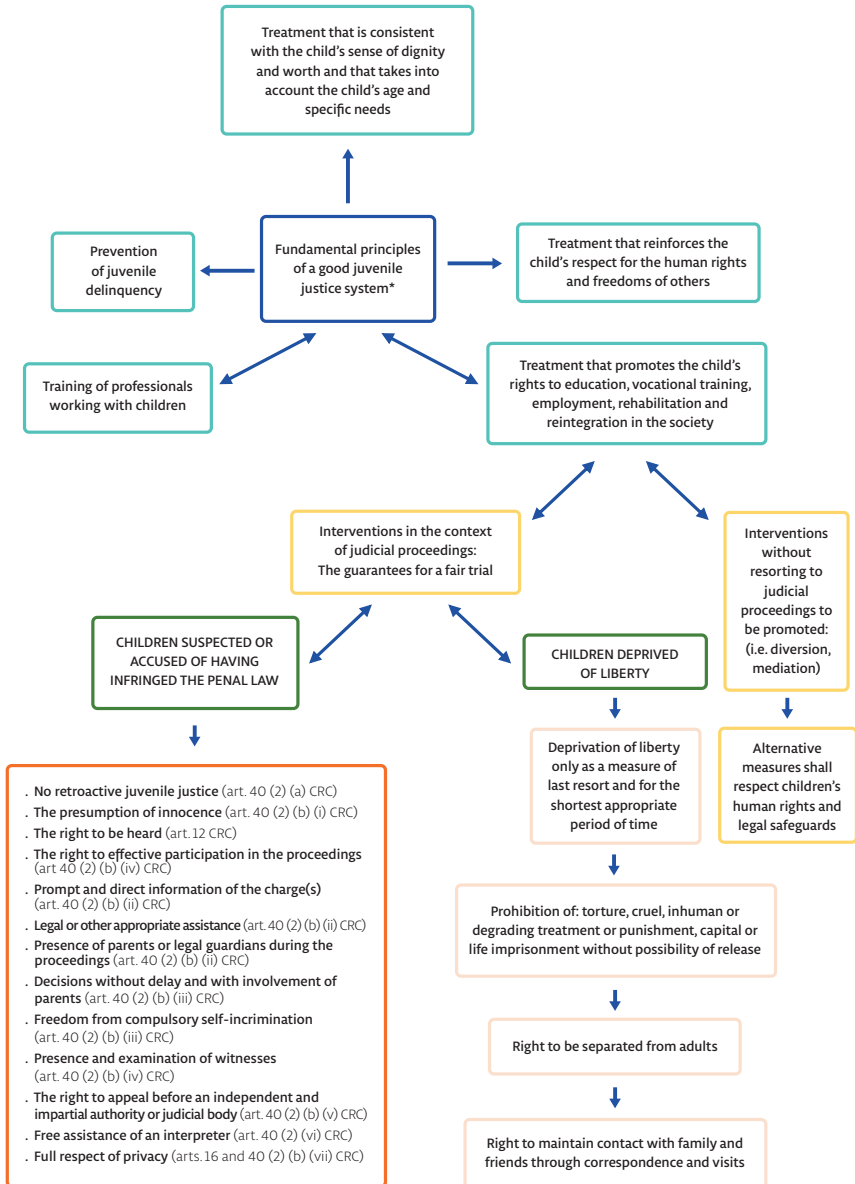 Treatment that is consistent
with the child's sense of dignity
and worth and that takes into
account the child's age and
specific needs
Prevention
of juvenile
delinquency
Fundamental principles
of a good juvenile
justice system*
Treatment that reinforces the
child's respect for the human rights
and freedoms of others
Training of professionals
working with children
Treatment that promotes the child's
rights to education, vocational training,
employment, rehabilitation and
reintegration in the society
Interventions in the context
of judicial proceedings:
The guarantees for a fair trial
Interventions
without
resorting to
judicial
proceedings to
be promoted:
(i.e. diversion,
mediation)
CHILDREN SUSPECTED OR
ACCUSED OF HAVING
INFRINGED THE PENAL LAW
CHILDREN DEPRIVED
OF LIBERTY
Deprivation of liberty
only as a measure of
last resort and for the
shortest appropriate
period of time
Alternative
measures shall
respect children's
human rights and
legal safeguards
. No retroactive juvenile justice (art. 40 (2) (a) CRC)
. The presumption of innocence (art. 40 (2) (b) (i) CRC)
. The right to be heard (art. 12 CRC)
. The right to effective participation in the proceedings
(art 40 (2) (b) (iv) CRC)
. Prompt and direct information of the charge(s)
(art. 40 (2) (b) (ii) CRC)
. Legal or other appropriate assistance (art. 40 (2) (b) (ii) CRC)
. Presence of parents or legal guardians during the
proceedings (art. 40 (2) (b) (ii) CRC)
. Decisions without delay and with involvement of
parents (art. 40 (2) (b) (iii) CRC)
. Freedom from compulsory self-incrimination
(art. 40 (2) (b) (iii) CRC)
. Presence and examination of witnesses
(art. 40 (2) (b) (iv) CRC)
. The right to appeal before an independent and
impartial authority or judicial body (art. 40 (2) (b) (v) CRC)
. Free assistance of an interpreter (art. 40 (2) (vi) CRC)
. Full respect of privacy (arts. 16 and 40 (2) (b) (vii) CRC)
Prohibition of: torture, cruel, inhuman or
degrading treatment or punishment, capital or
life imprisonment without possibility of release
Right to be separated from adults
Right to maintain contact with family and
friends through correspondence and visits